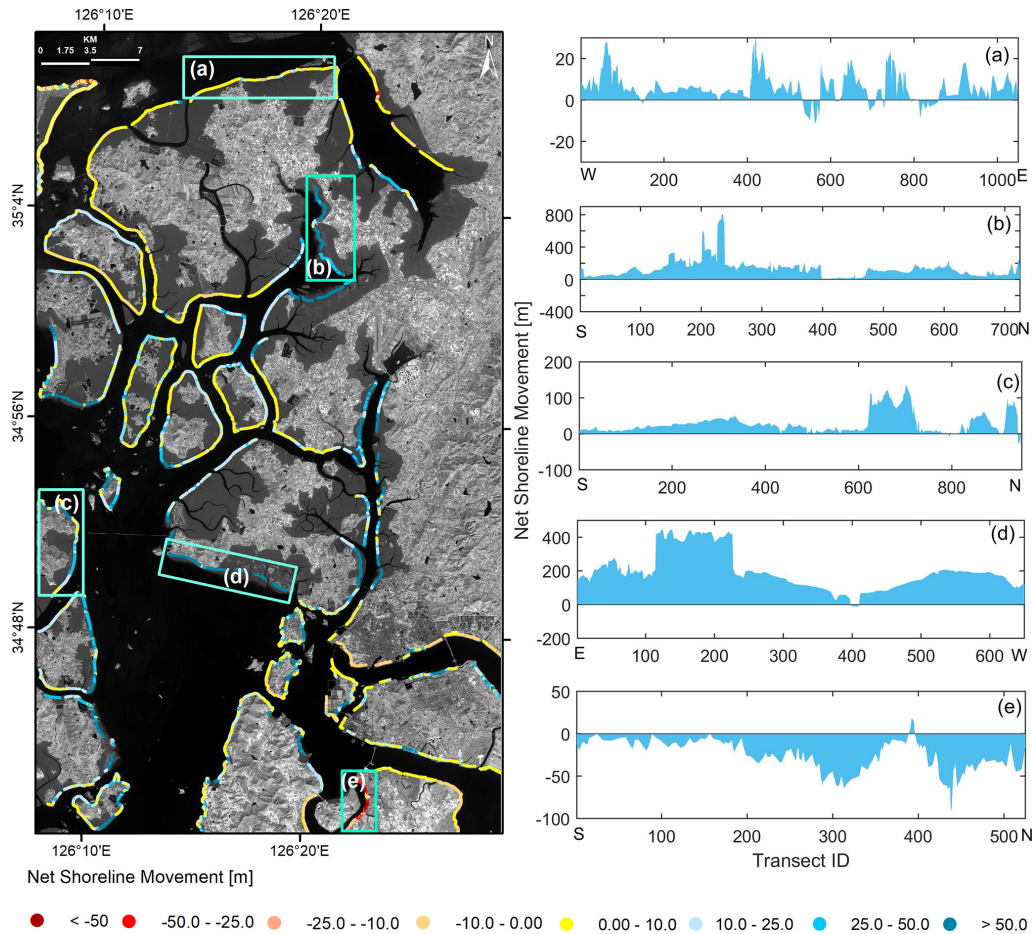 126°10'E 126°20'E
KM
0 1.75 3.5 7
N
(a)
(b)
(c)
(d)
(e)
35°4'N
34°56'N
34°48'N
126°10'E 126°20'E
Net Shoreline Movement [m]
20
0
-20
(a)
W 200 400 600 800 1000 E
800
400
0
-400
(b)
S 100 200 300 400 500 600 700 N
200
100
0
-100
(c)
S 200 400 600 800 N
400
200
0
-200
(d)
E 100 200 300 400 500 600 W
50
0
-50
-100
(e)
S 100 200 300 400 500 N
Transect ID
Net Shoreline Movement [m]
< -50 -50.0 - -25.0 -25.0 - -10.0 -10.0 - 0.00 0.00 - 10.0 10.0 - 25.0 25.0 - 50.0 > 50.0